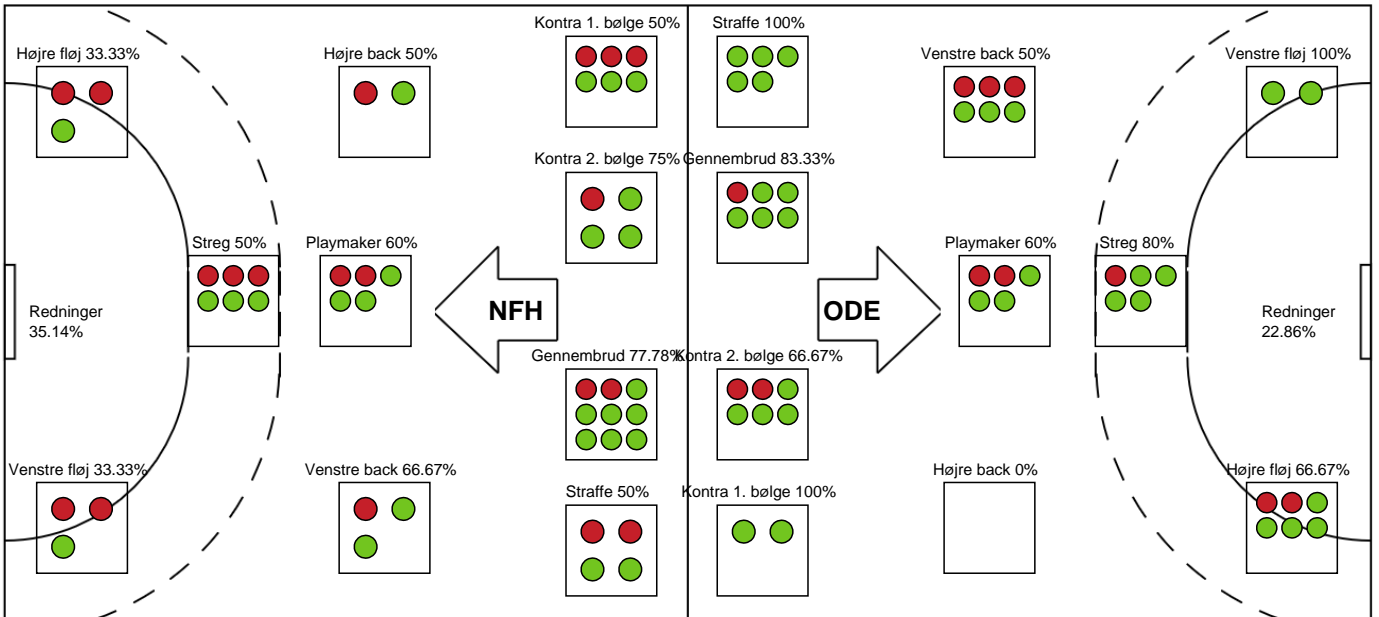 Kontra 1. bølge 50%
Straffe 100%
Højre fløj 33.33%
Højre back 50%
Venstre back 50%
Venstre fløj 100%
Kontra 2. bølge 75%
Gennembrud 83.33%
Streg 50%
Playmaker 60%
Playmaker 60%
Streg 80%
NFH
ODE
Redninger
35.14%
Redninger
22.86%
Gennembrud 77.78%
Kontra 2. bølge 66.67%
Venstre fløj 33.33%
Venstre back 66.67%
Højre back 0%
Højre fløj 66.67%
Straffe 50%
Kontra 1. bølge 100%